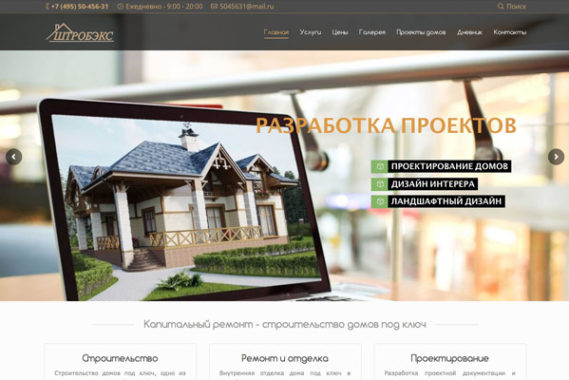 +7 (495) 50-456-31 Ежедневно - 9:00 - 20:00 5045631@mail.ru Поиск
ШТРОБЭКС
Главная Услуги Цены Галерея Проекты домов Дневник Контакты
РАЗРАБОТКА ПРОЕКТОВ
ПРОЕКТИРОВАНИЕ ДОМОВ
ДИЗАЙН ИНТЕРЕРА
ЛАНДШАФТНЫЙ ДИЗАЙН
Капитальный ремонт - строительство домов под ключ
Строительство Ремонт и отделка Проектирование
Строительство домов под ключ, одно из Внутренняя отделка дома под ключ в Разработка проектной документации и